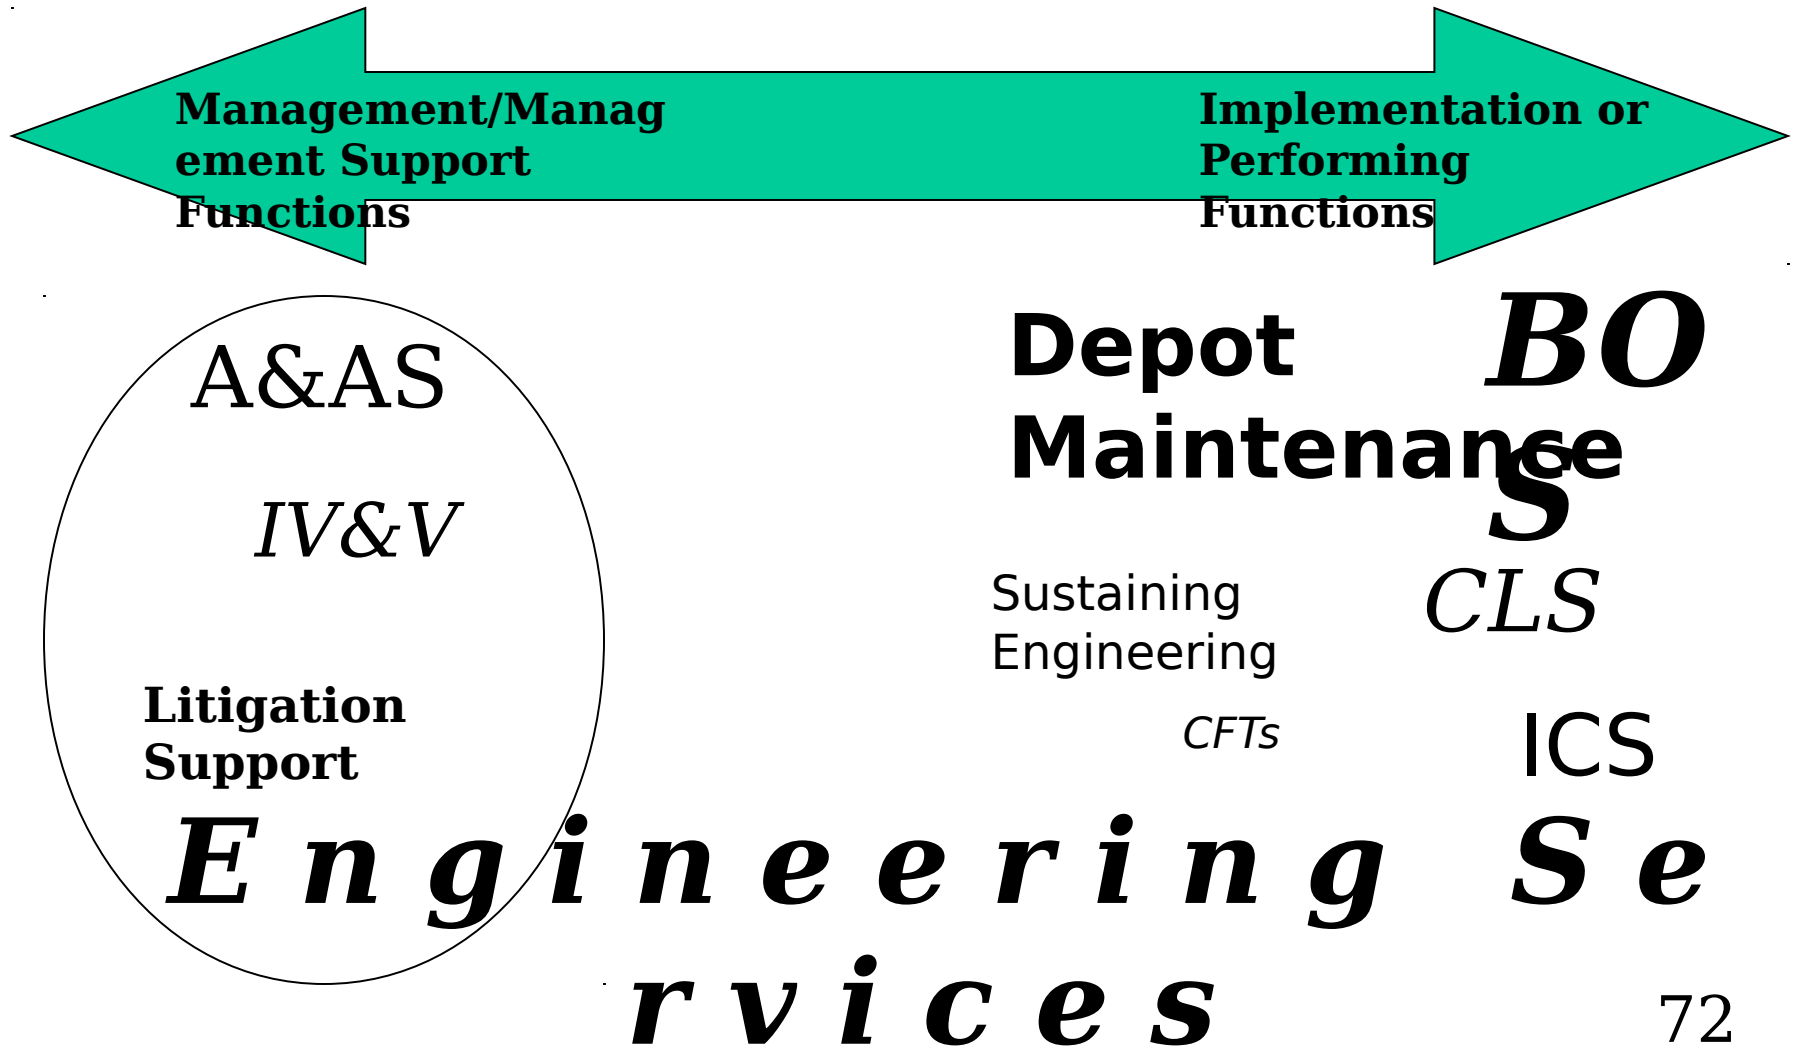 Management/Manag
ement Support
Functions
Implementation or
Performing
Functions
A&AS
IV&V
Litigation
Support
Depot
Maintenance
BO
S
Sustaining
Engineering
CLS
CFTs
ICS
E n g i n e e r i n g  S e
r v i c e s
72